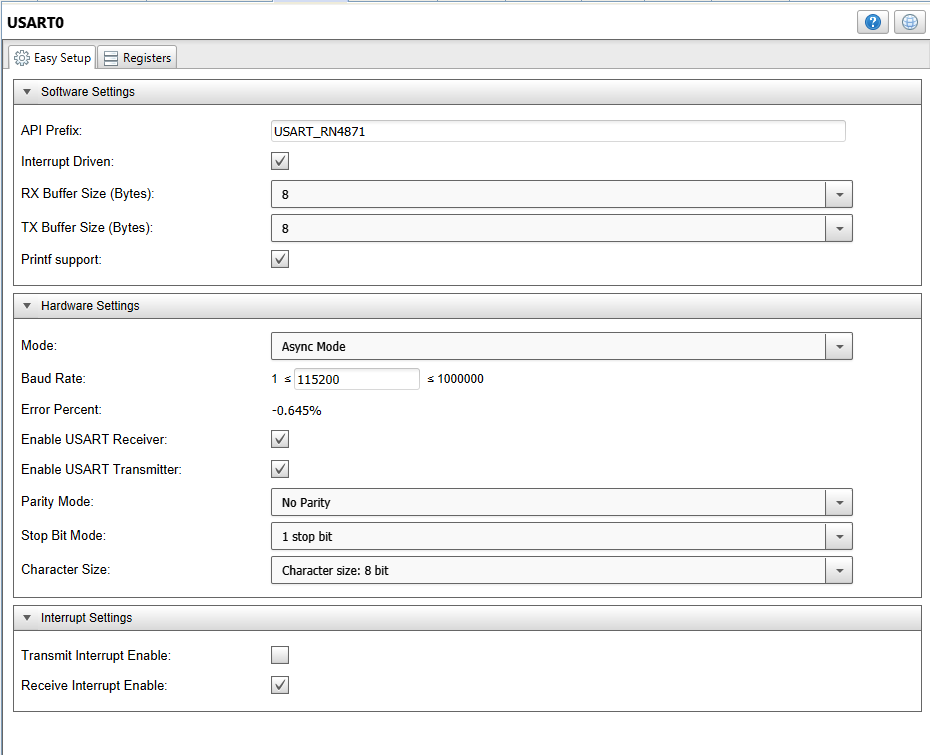 USART0
Easy Setup Registers
Software Settings
API Prefix: USART_RN4871
Interrupt Driven:
RX Buffer Size (Bytes): 8
TX Buffer Size (Bytes): 8
Printf support:
Hardware Settings
Mode: Async Mode
Baud Rate: 1 ≤ 115200 ≤ 1000000
Error Percent: -0.645%
Enable USART Receiver:
Enable USART Transmitter:
Parity Mode: No Parity
Stop Bit Mode: 1 stop bit
Character Size: Character size: 8 bit
Interrupt Settings
Transmit Interrupt Enable:
Receive Interrupt Enable: